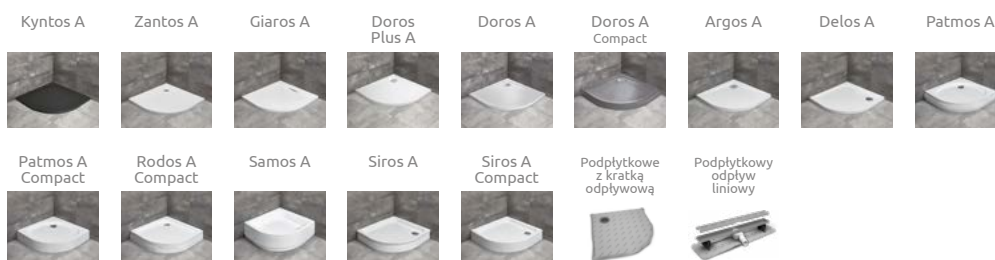 Kyntos A
Zantos A
Giaros A
Doros
Plus A
Doros A
Doros A
Compact
Argos A
Delos A
Patmos A
Patmos A
Compact
Rodos A
Compact
Samos A
Siros A
Siros A
Compact
Podpłytkowe
z kratką
odpływową
Podpłytkowy
odpływ
liniowy